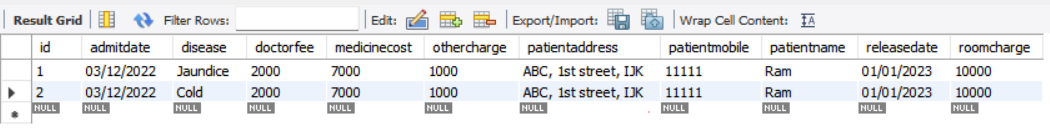 Result Grid Filter Rows: Edit: Export/Import: Wrap Cell Content: IA
id admitdate disease doctorfee medicinecost othercharge patientaddress patientmobile patientname releasedate roomcharge
1 03/12/2022 Jaundice 2000 7000 1000 ABC, 1st street, IJK 11111 Ram 01/01/2023 10000
2 03/12/2022 Cold 2000 7000 1000 ABC, 1st street, IJK 11111 Ram 01/01/2023 10000
NULL NULL NULL NULL NULL NULL NULL NULL NULL NULL NULL